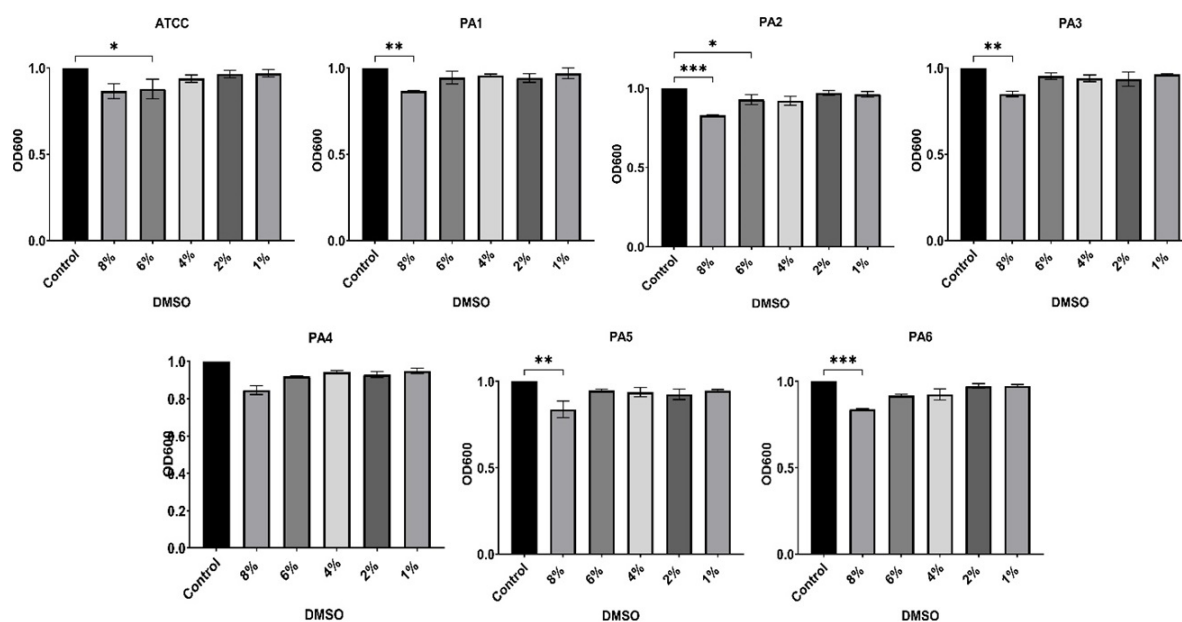 ATCC
*
1.0
0.5
0.0
OD600
Control
8%
6%
4%
2%
1%
DMSO
PA1
**
1.0
0.5
0.0
OD600
Control
8%
6%
4%
2%
1%
DMSO
PA2
*
***
1.0
0.5
0.0
OD600
Control
8%
6%
4%
2%
1%
DMSO
PA3
**
1.0
0.5
0.0
OD600
Control
8%
6%
4%
2%
1%
DMSO
PA4
1.0
0.8
0.6
0.4
0.2
0.0
OD600
Control
8%
6%
4%
2%
1%
DMSO
PA5
**
1.0
0.5
0.0
OD600
Control
8%
6%
4%
2%
1%
DMSO
PA6
***
1.0
0.5
0.0
OD600
Control
8%
6%
4%
2%
1%
DMSO